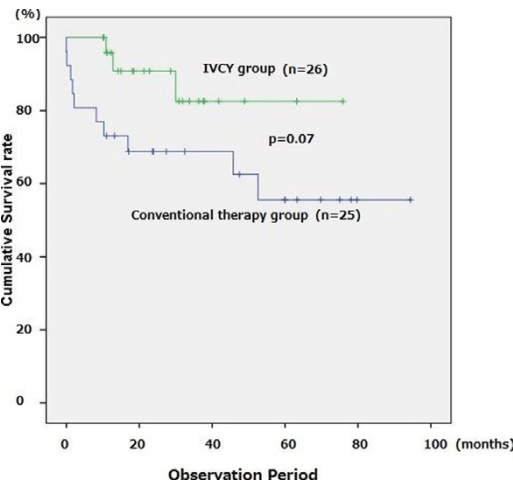 (%)
100
80
60
40
20
0
Cumulative Survival rate
IVCY group (n=26)
p=0.07
Conventional therapy group (n=25)
0 20 40 60 80 100 (months)
Observation Period